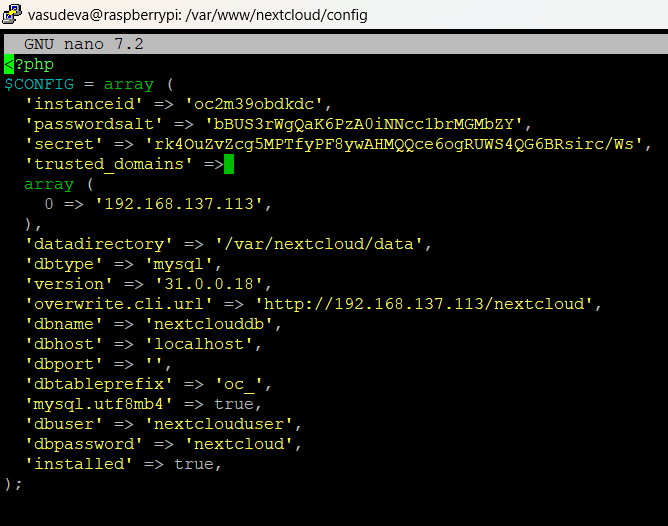 vasudeva@raspberrypi: /var/www/nextcloud/config
GNU nano 7.2
<?php
$CONFIG = array (
  'instanceid' => 'oc2m39obdkdc',
  'passwordsalt' => 'bBUS3rWgQaK6PzA0iNNcc1brMGMbZY',
  'secret' => 'rk4OuZvZcg5MPTfyPF8ywAHMQQce6ogRUWS4QG6BRsirc/Ws',
  'trusted_domains' =>
  array (
    0 => '192.168.137.113',
  ),
  'datadirectory' => '/var/nextcloud/data',
  'dbtype' => 'mysql',
  'version' => '31.0.0.18',
  'overwrite.cli.url' => 'http://192.168.137.113/nextcloud',
  'dbname' => 'nextclouddb',
  'dbhost' => 'localhost',
  'dbport' => '',
  'dbtableprefix' => 'oc_',
  'mysql.utf8mb4' => true,
  'dbuser' => 'nextclouduser',
  'dbpassword' => 'nextcloud',
  'installed' => true,
);